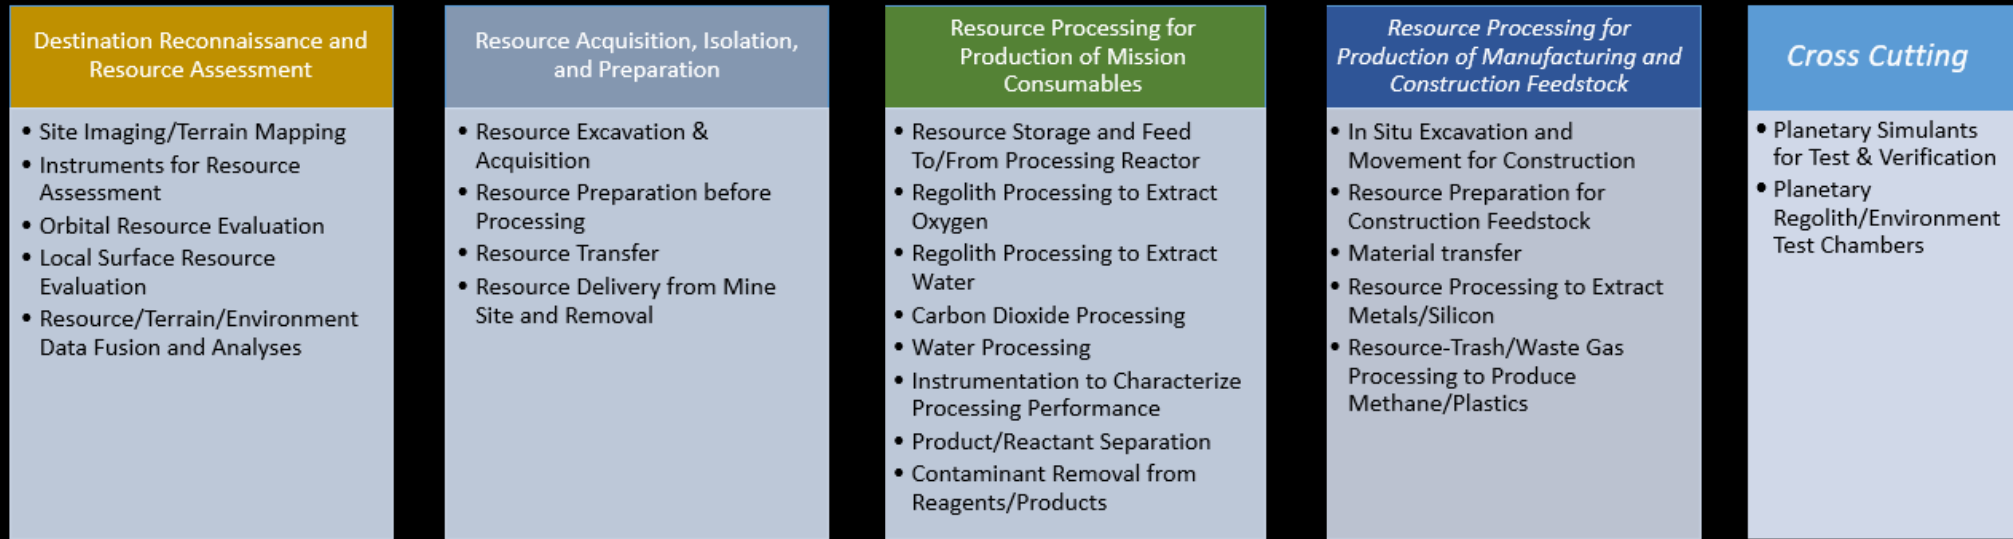 Destination Reconnaissance and
Resource Assessment
• Site Imaging/Terrain Mapping
• Instruments for Resource
Assessment
• Orbital Resource Evaluation
• Local Surface Resource
Evaluation
• Resource/Terrain/Environment
Data Fusion and Analyses
Resource Acquisition, Isolation,
and Preparation
• Resource Excavation &
Acquisition
• Resource Preparation before
Processing
• Resource Transfer
• Resource Delivery from Mine
Site and Removal
Resource Processing for
Production of Mission
Consumables
• Resource Storage and Feed
To/From Processing Reactor
• Regolith Processing to Extract
Oxygen
• Regolith Processing to Extract
Water
• Carbon Dioxide Processing
• Water Processing
• Instrumentation to Characterize
Processing Performance
• Product/Reactant Separation
• Contaminant Removal from
Reagents/Products
Resource Processing for
Production of Manufacturing and
Construction Feedstock
• In Situ Excavation and
Movement for Construction
• Resource Preparation for
Construction Feedstock
• Material transfer
• Resource Processing to Extract
Metals/Silicon
• Resource-Trash/Waste Gas
Processing to Produce
Methane/Plastics
Cross Cutting
• Planetary Simulants
for Test & Verification
• Planetary
Regolith/Environment
Test Chambers